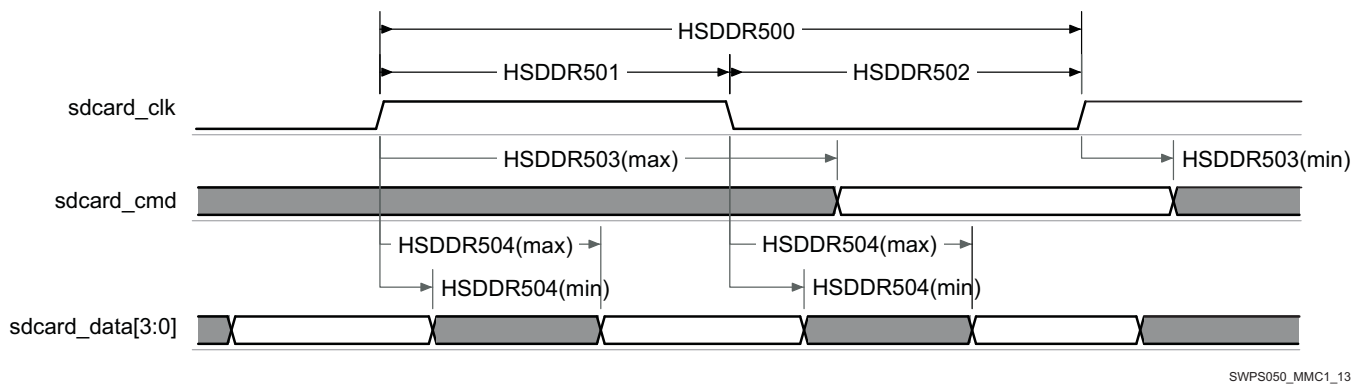 HSDDR500
HSDDR501
HSDDR502
sdcard_clk
HSDDR503(max)
HSDDR503(min)
sdcard_cmd
HSDDR504(max)
HSDDR504(max)
HSDDR504(min)
HSDDR504(min)
sdcard_data[3:0]
SWPS050_MMC1_13